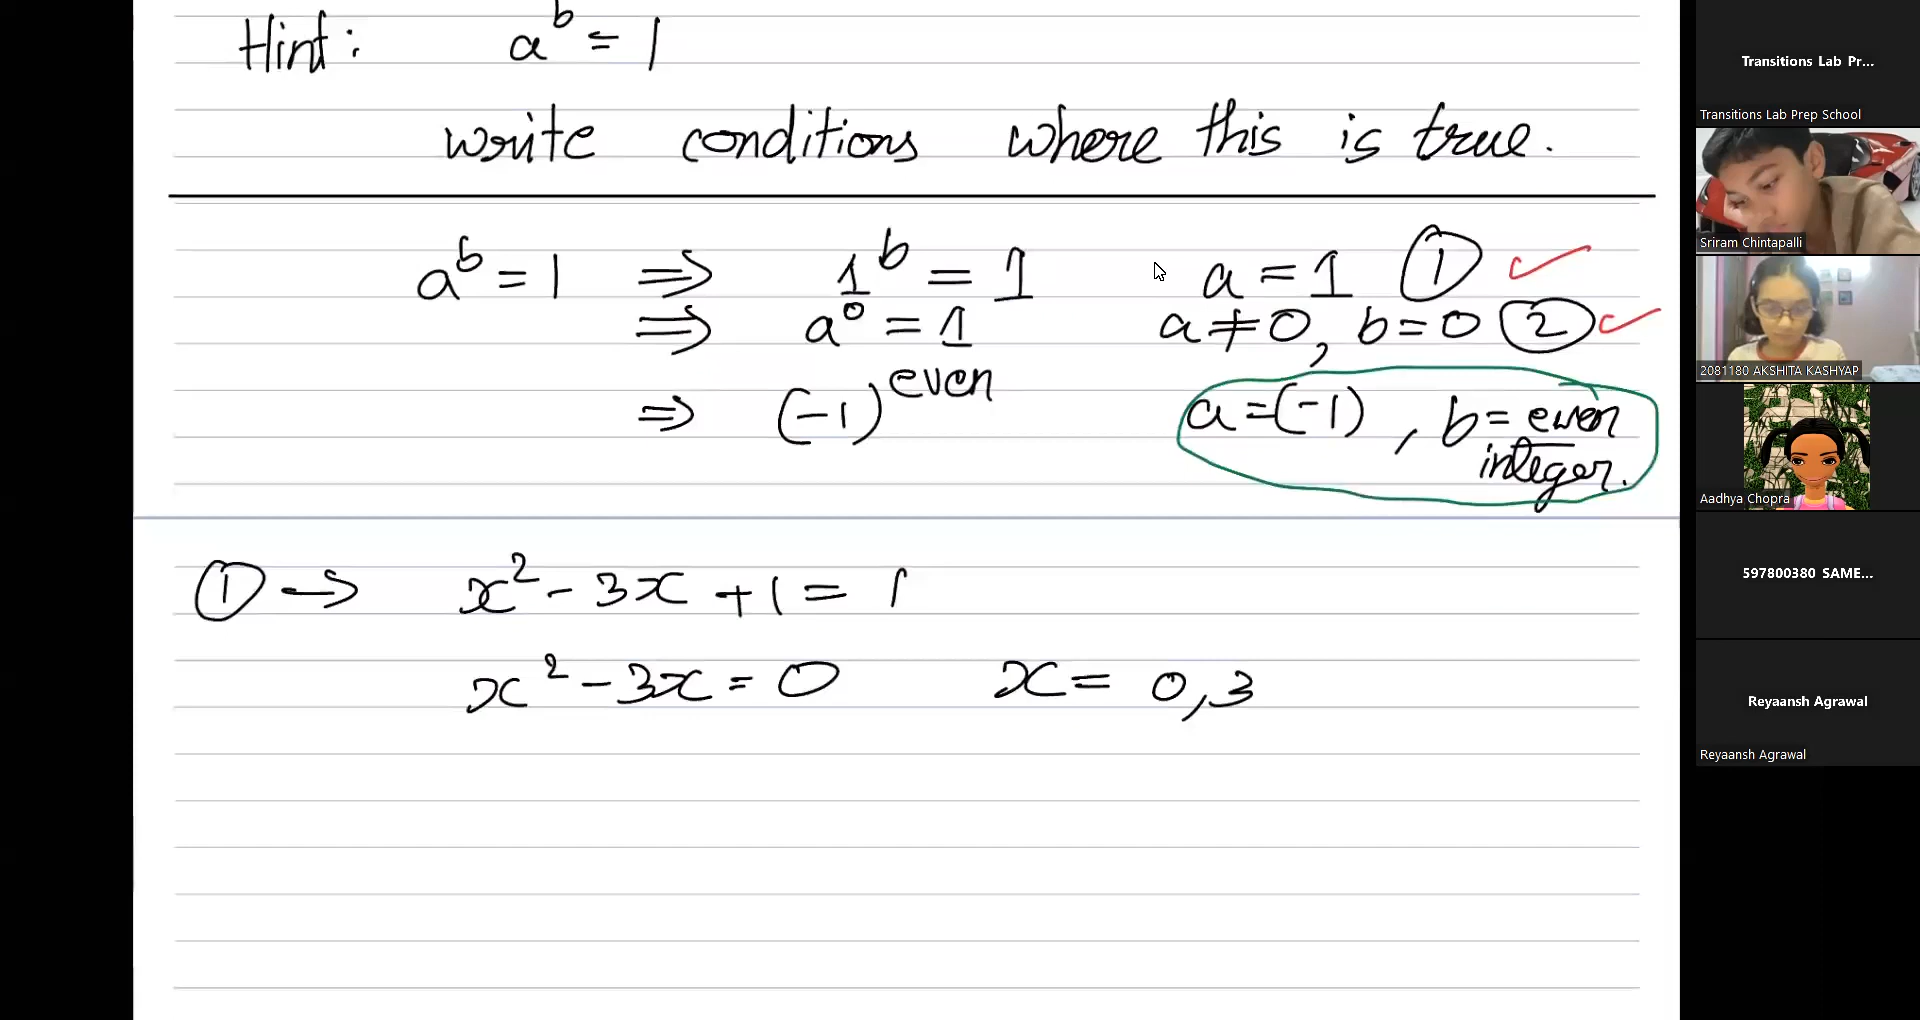 Hint: a^b = 1
write conditions where this is true.
a^b = 1 ⇒ 1^b = 1 a = 1 ①✓
⇒ a^0 = 1 a ≠ 0, b = 0 ②✓
⇒ (-1)^even a = (-1), b = even
integer.
① → x² - 3x + 1 = 1
x² - 3x = 0 x = 0, 3
Transitions Lab Pr...
Transitions Lab Prep School
Sriram Chintapalli
2081180 AKSHITA KASHYAP
Aadhya Chopra
597800380 SAME...
Reyaansh Agrawal
Reyaansh Agrawal